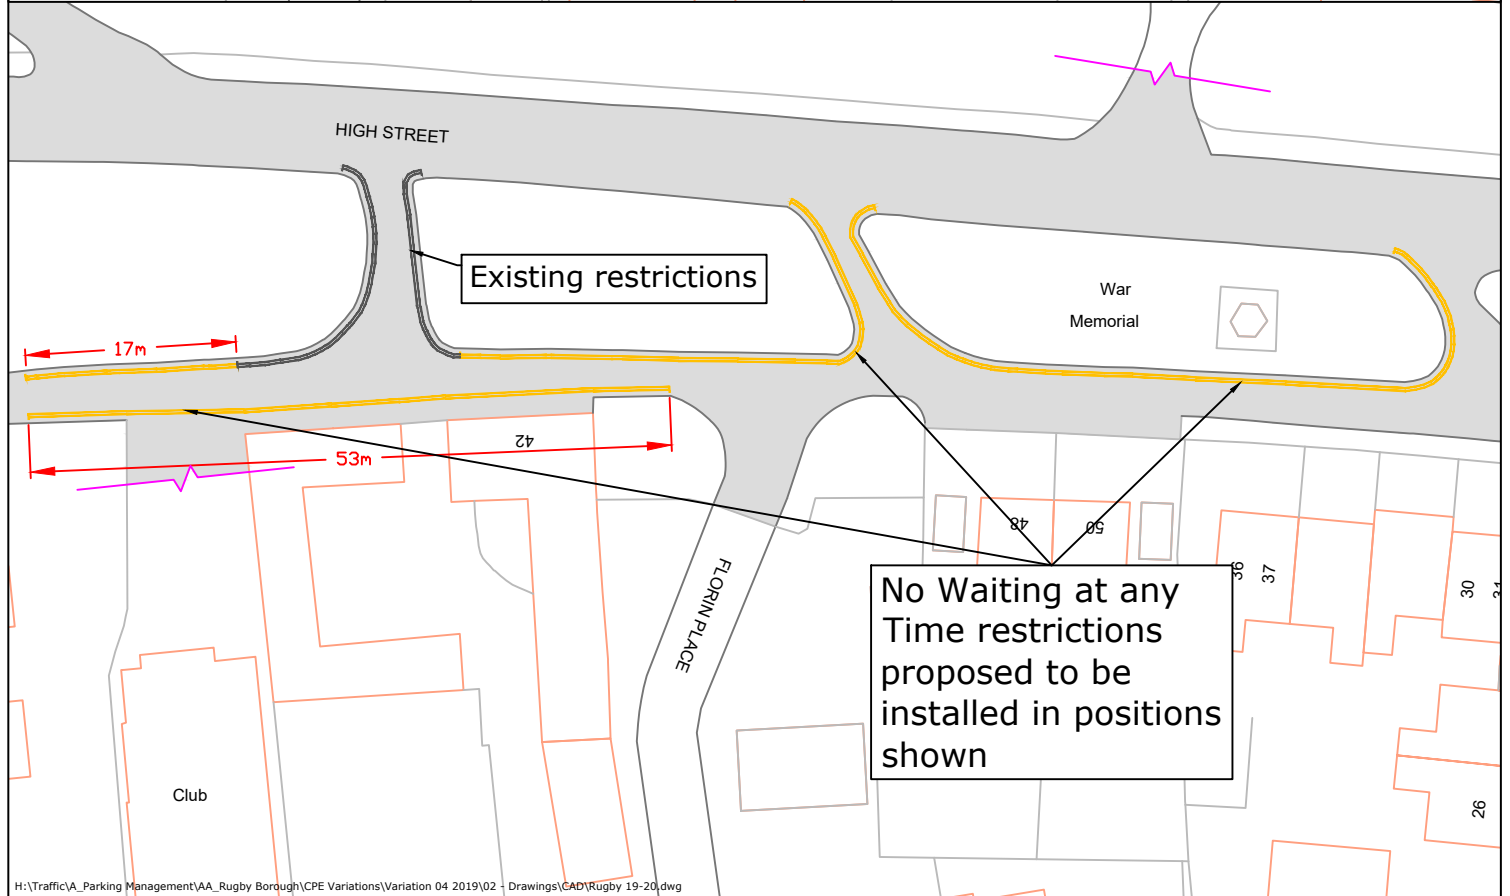 HIGH STREET
Existing restrictions
War
Memorial
17m
42
53m
48
50
FLORIN PLACE
No Waiting at any
Time restrictions
proposed to be
installed in positions
shown
36
37
30
31
26
Club
H:\Traffic\A_Parking Management\AA_Rugby Borough\CPE Variations\Variation 04 2019\02 - Drawings\CAD\Rugby 19-20.dwg